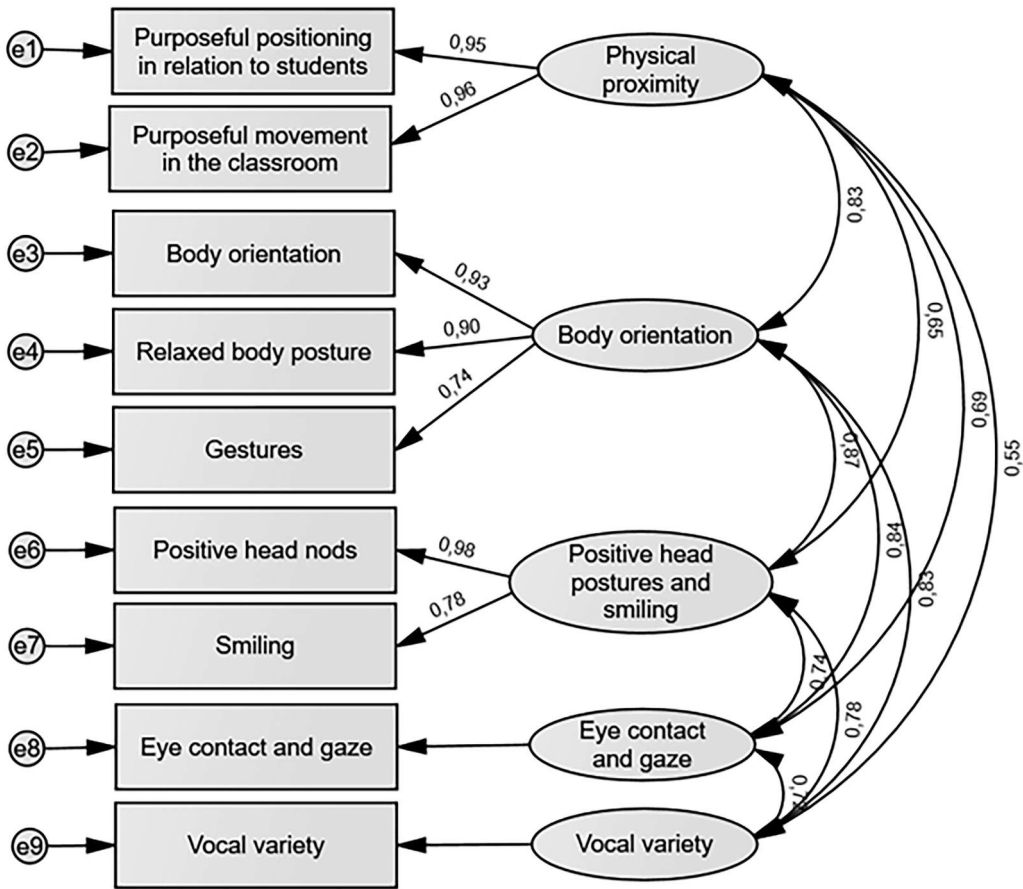 e1
Purposeful positioning
in relation to students
0,95
Physical
proximity
0,96
e2
Purposeful movement
in the classroom
0,83
e3
Body orientation
0,93
0,65
e4
Relaxed body posture
0,90
Body orientation
0,69
0,74
0,55
e5
Gestures
0,87
e6
Positive head nods
0,98
Positive head
postures and
smiling
0,84
0,83
0,78
e7
Smiling
0,74
0,78
e8
Eye contact and gaze
Eye contact
and gaze
e9
Vocal variety
Vocal variety